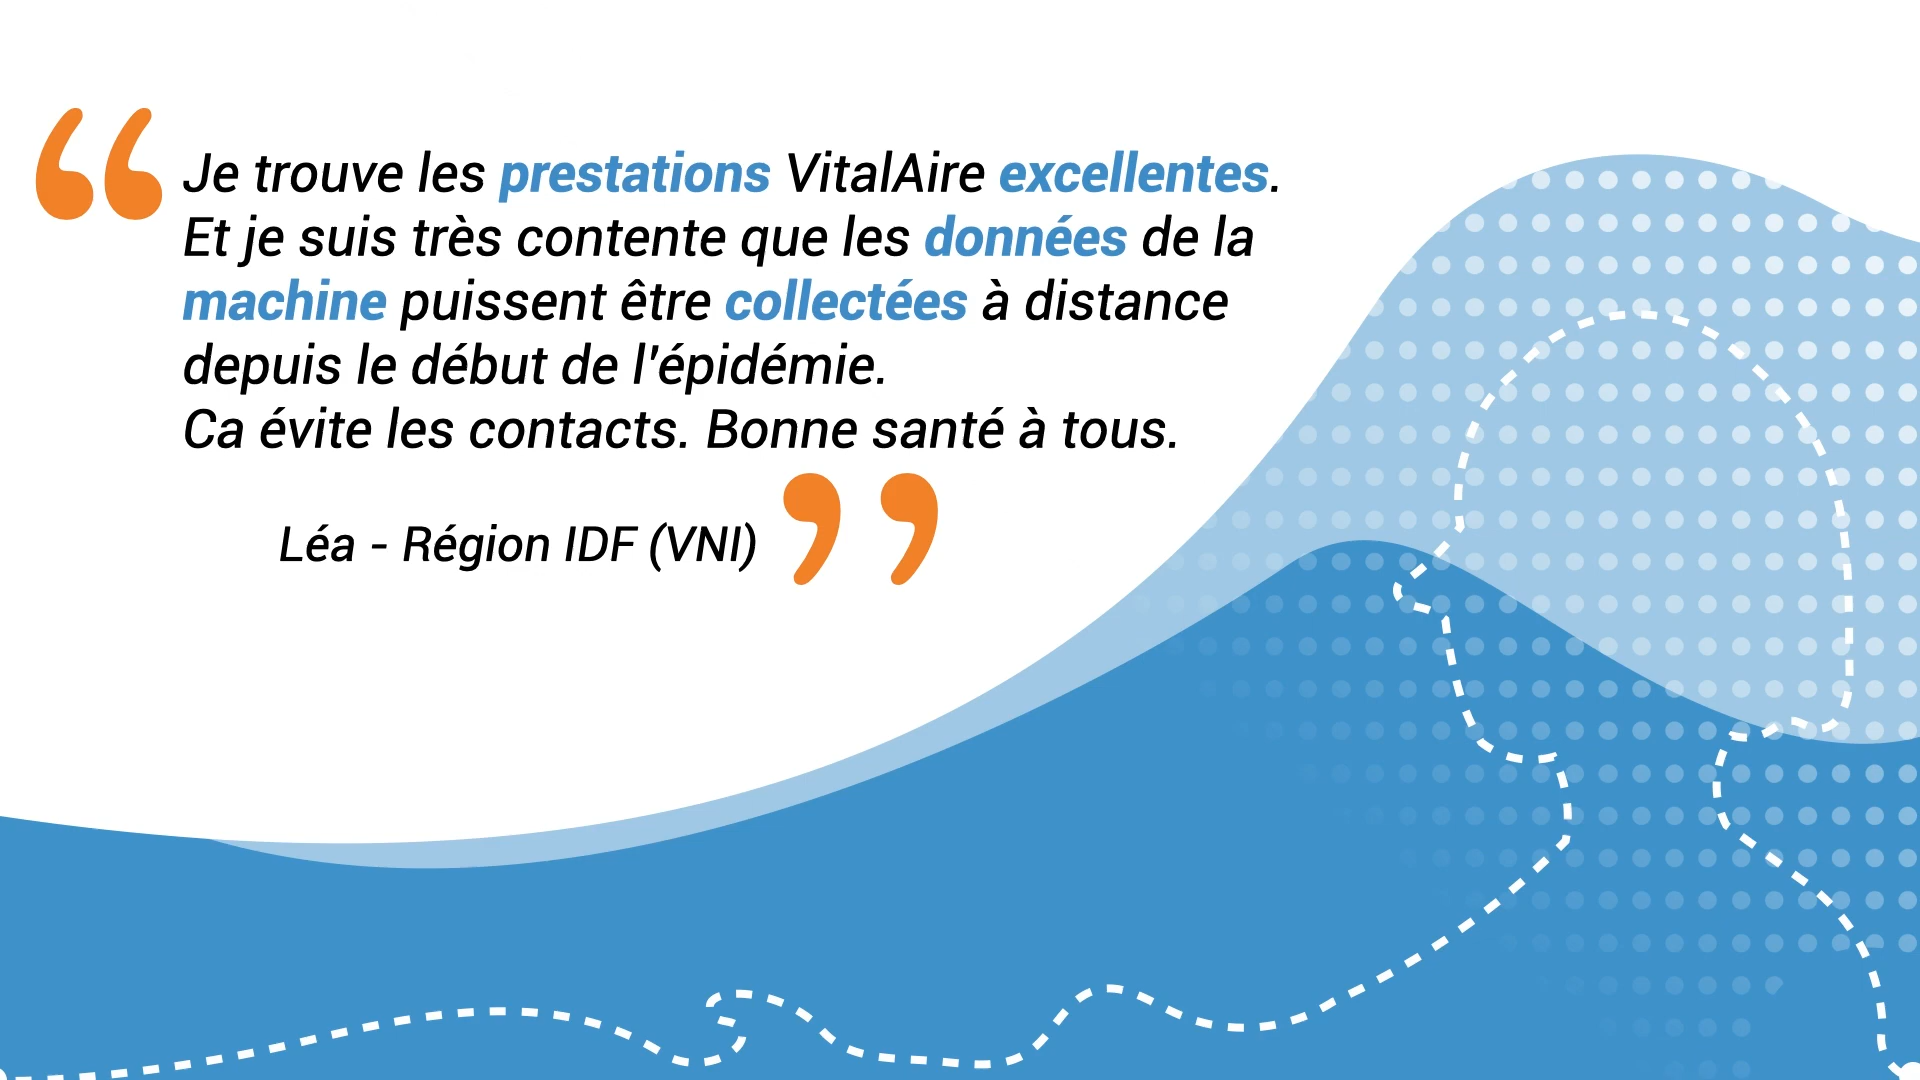 “ Je trouve les prestations VitalAire excellentes.
Et je suis très contente que les données de la
machine puissent être collectées à distance
depuis le début de l'épidémie.
Ca évite les contacts. Bonne santé à tous.
Léa - Région IDF (VNI) ”